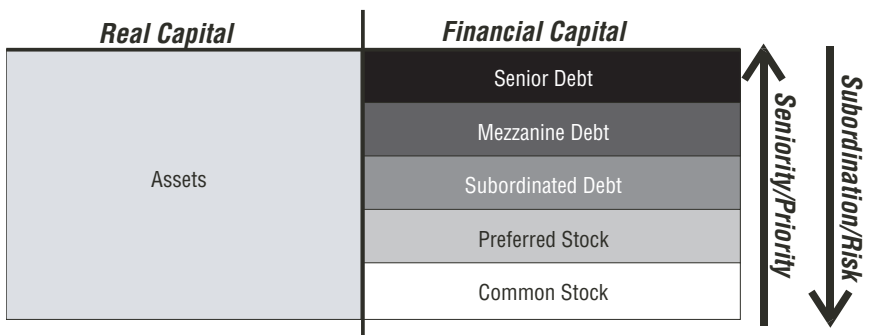 Real Capital
Financial Capital
Assets
Senior Debt
Mezzanine Debt
Subordinated Debt
Preferred Stock
Common Stock
Seniority/Priority
Subordination/Risk